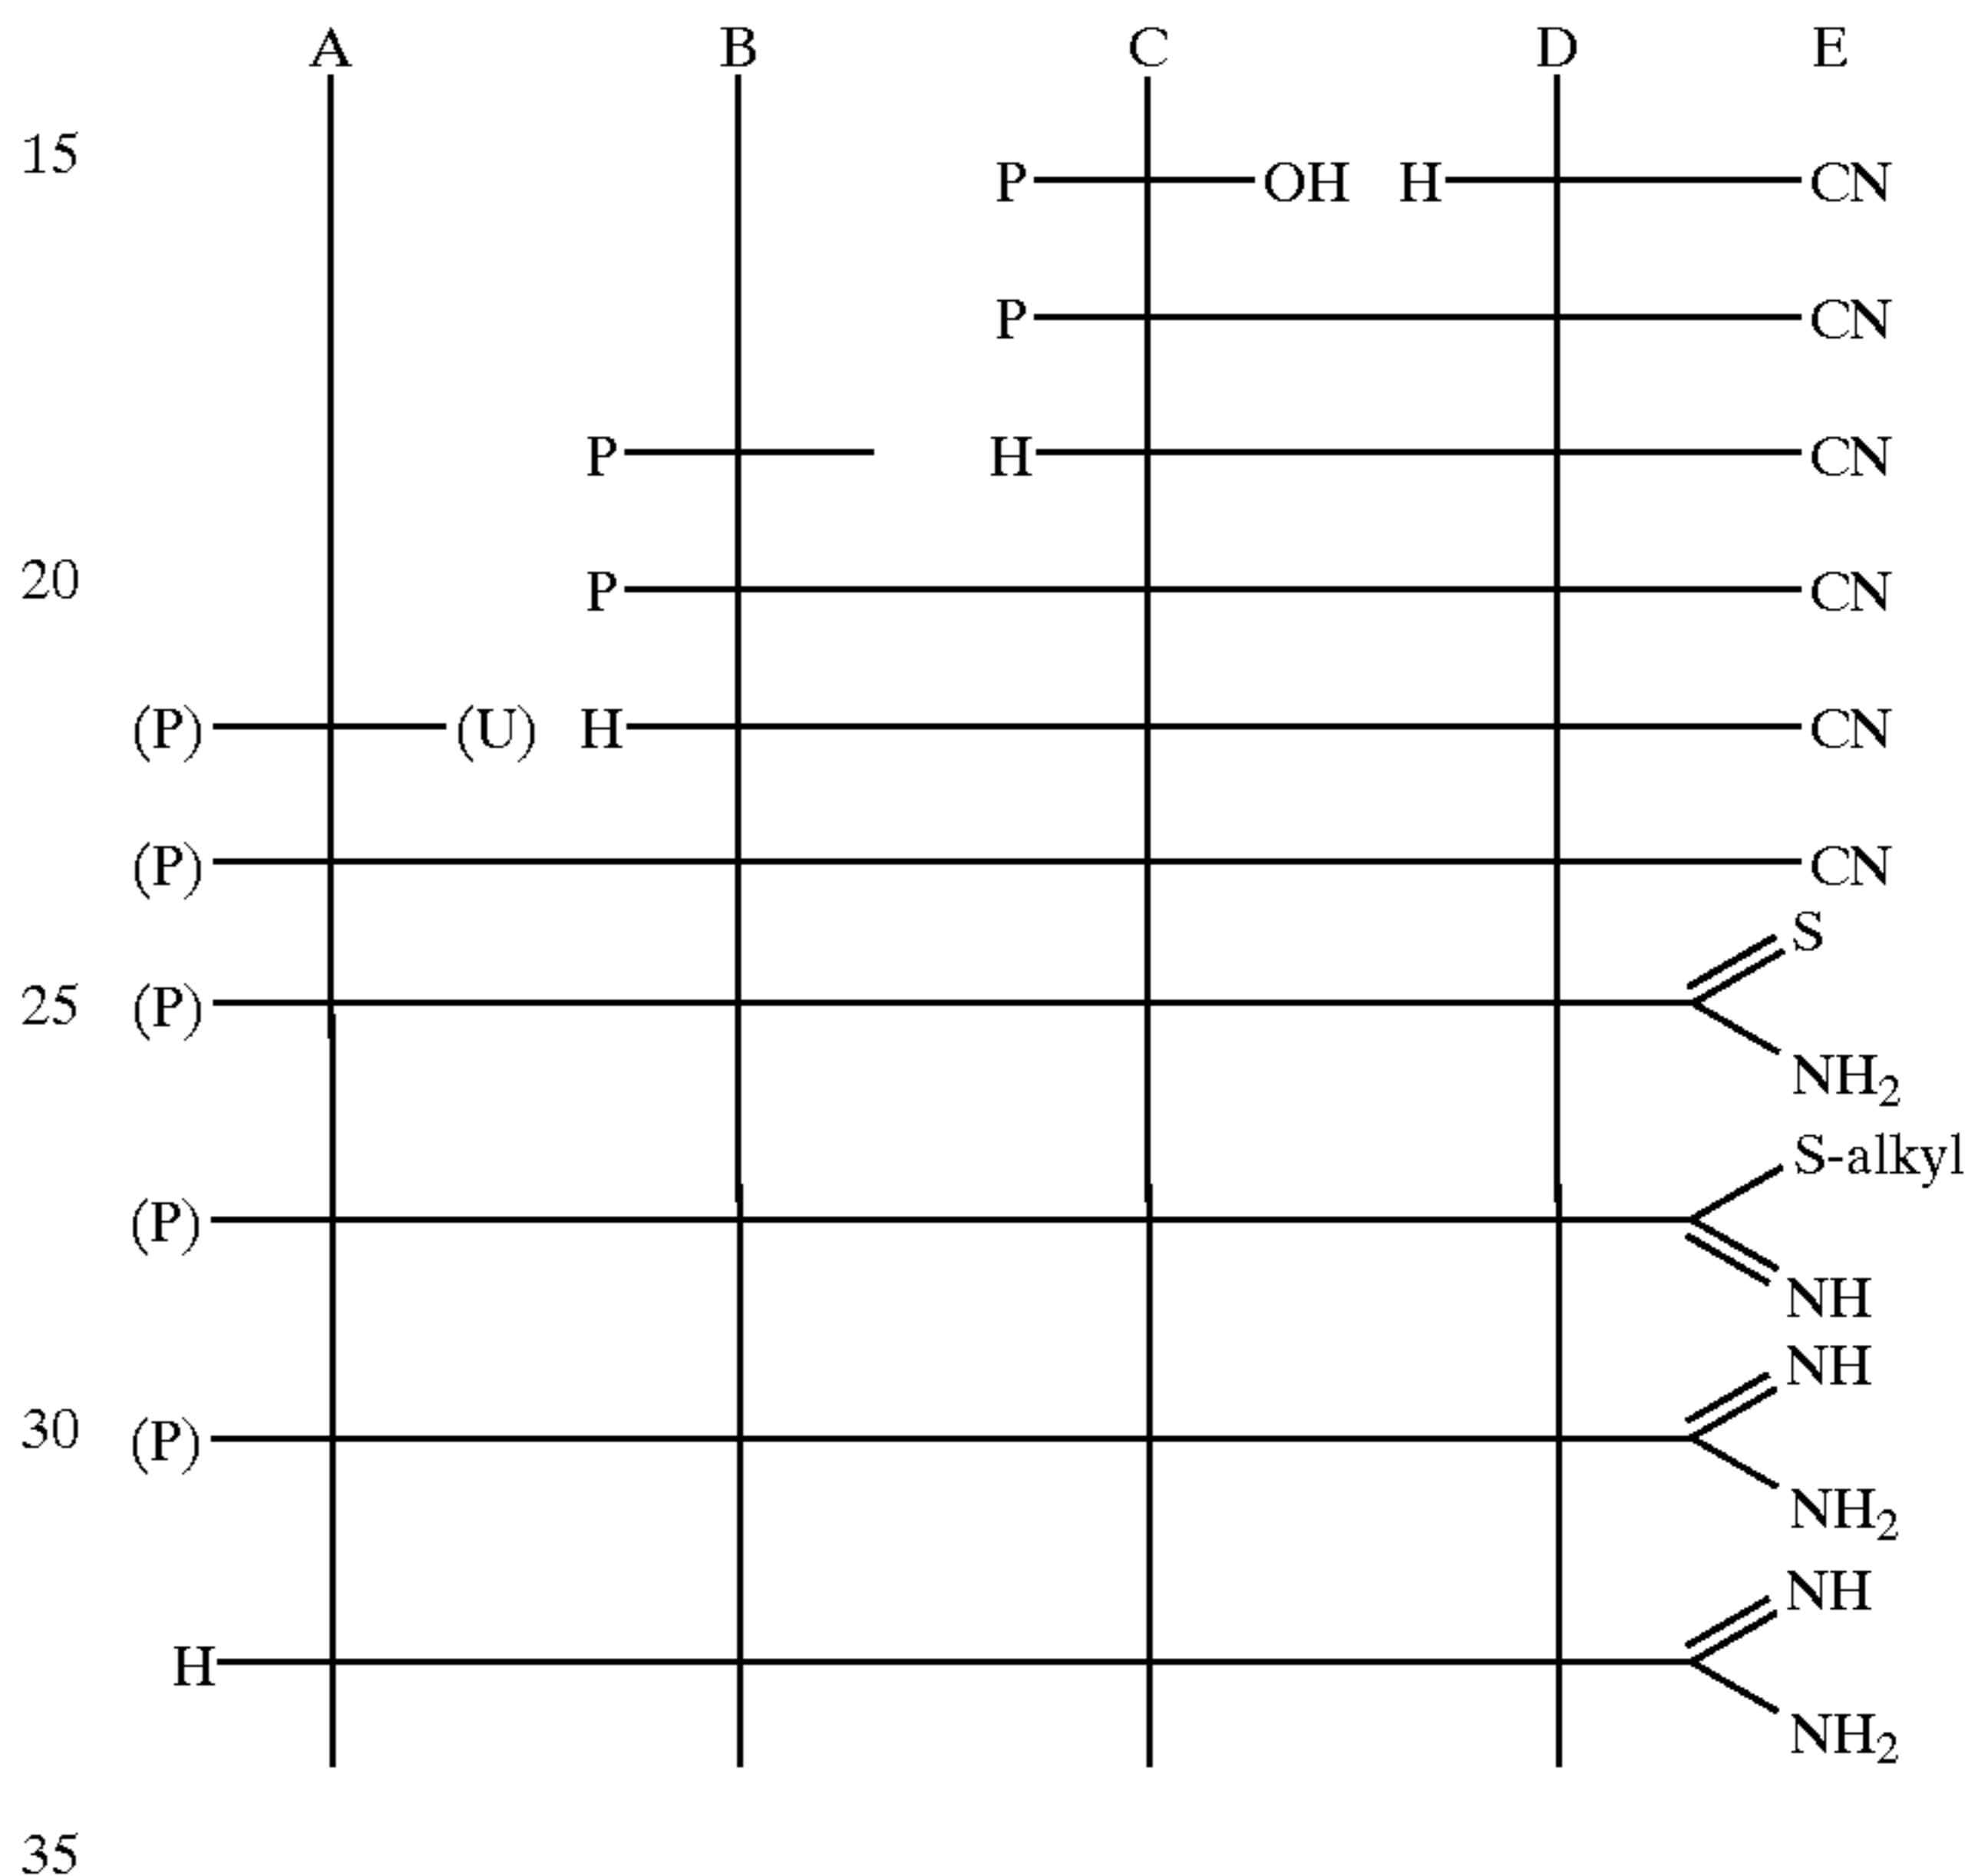 A B C D E
15
P OH H CN
P CN
P H CN
20
P CN
(P) (U) H CN
(P) CN
S
25 (P)
NH2
S-alkyl
(P)
NH
NH
30 (P)
NH2
NH
H
NH2
35